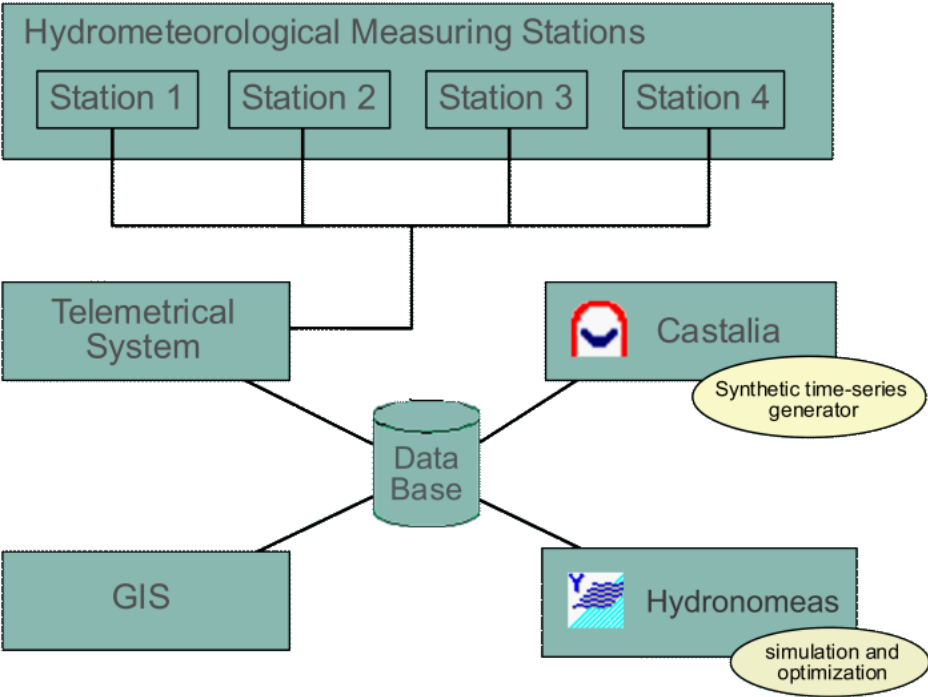 Hydrometeorological Measuring Stations
Station 1
Station 2
Station 3
Station 4
Telemetrical
System
Castalia
Synthetic time-series
generator
Data
Base
GIS
Y
Hydronomeas
simulation and
optimization